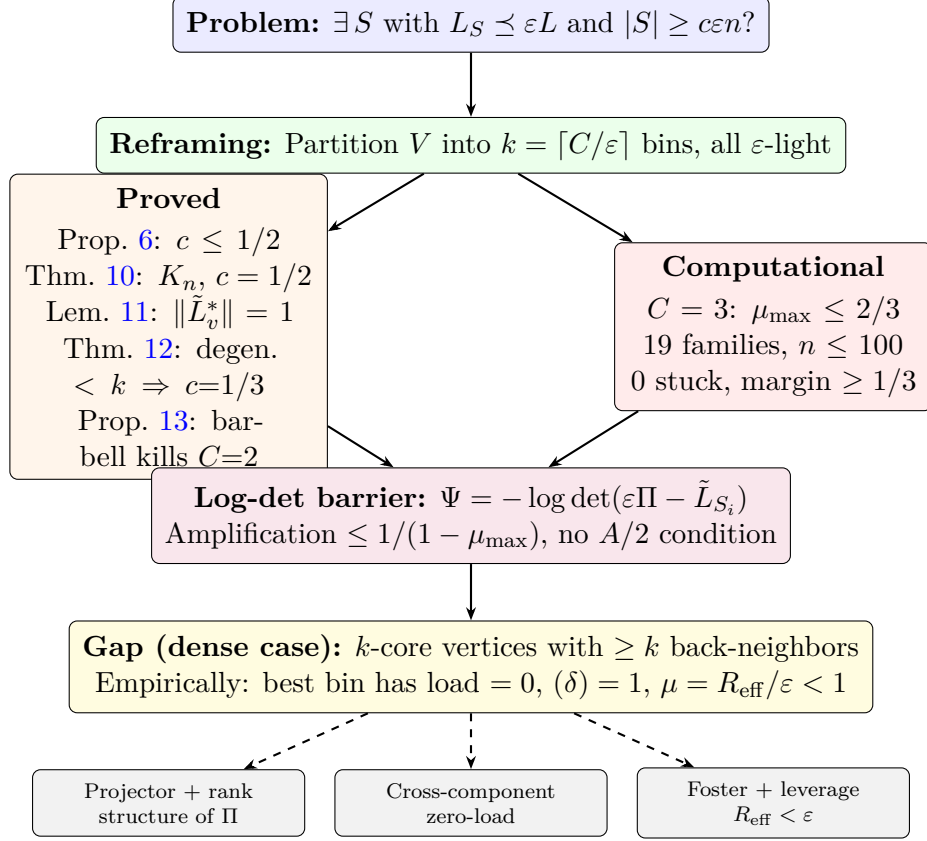 Problem: ∃ S with L_S ⪯ εL and |S| ≥ cεn?
Reframing: Partition V into k = ⌈C/ε⌉ bins, all ε-light
Proved
Prop. 6: c ≤ 1/2
Thm. 10: K_n, c = 1/2
Lem. 11: ‖L̃*_v‖ = 1
Thm. 12: degen.
< k ⇒ c=1/3
Prop. 13: bar-
bell kills C=2
Computational
C = 3: μ_max ≤ 2/3
19 families, n ≤ 100
0 stuck, margin ≥ 1/3
Log-det barrier: Ψ = − log det(εΠ − L̃_{S_i})
Amplification ≤ 1/(1 − μ_max), no A/2 condition
Gap (dense case): k-core vertices with ≥ k back-neighbors
Empirically: best bin has load = 0, (δ) = 1, μ = R_eff/ε < 1
Projector + rank
structure of Π
Cross-component
zero-load
Foster + leverage
R_eff < ε